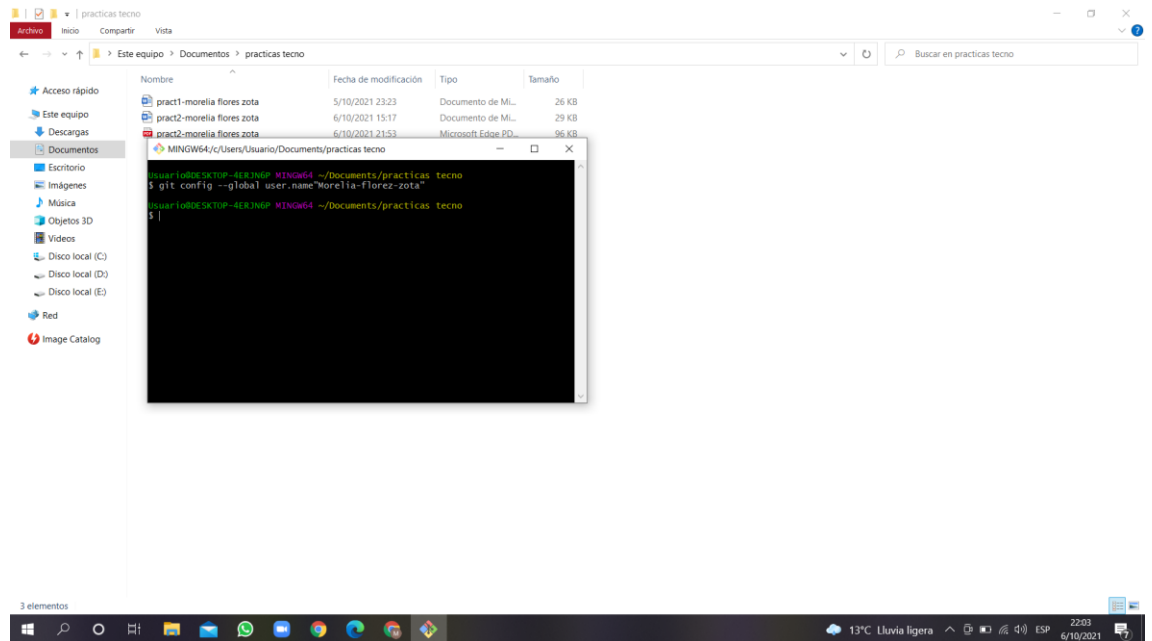 practicas tecno
Archivo Inicio Compartir Vista
Este equipo > Documentos > practicas tecno
Buscar en practicas tecno
Nombre Fecha de modificación Tipo Tamaño
Acceso rápido
Este equipo
Descargas
Documentos
Escritorio
Imágenes
Música
Objetos 3D
Vídeos
Disco local (C:)
Disco local (D:)
Disco local (E:)
Red
Image Catalog
pract1-morelia flores zota 5/10/2021 23:23 Documento de Mi... 26 KB
pract2-morelia flores zota 6/10/2021 15:17 Documento de Mi... 29 KB
pract2-morelia flores zota 6/10/2021 21:53 Microsoft Edge PD... 96 KB
MINGW64:/c/Users/Usuario/Documents/practicas tecno
Usuario@DESKTOP-4ERJN6P MINGW64 ~/Documents/practicas tecno
$ git config --global user.name"Morelia-florez-zota"
Usuario@DESKTOP-4ERJN6P MINGW64 ~/Documents/practicas tecno
$
3 elementos
13°C Lluvia ligera ESP 22:03
6/10/2021